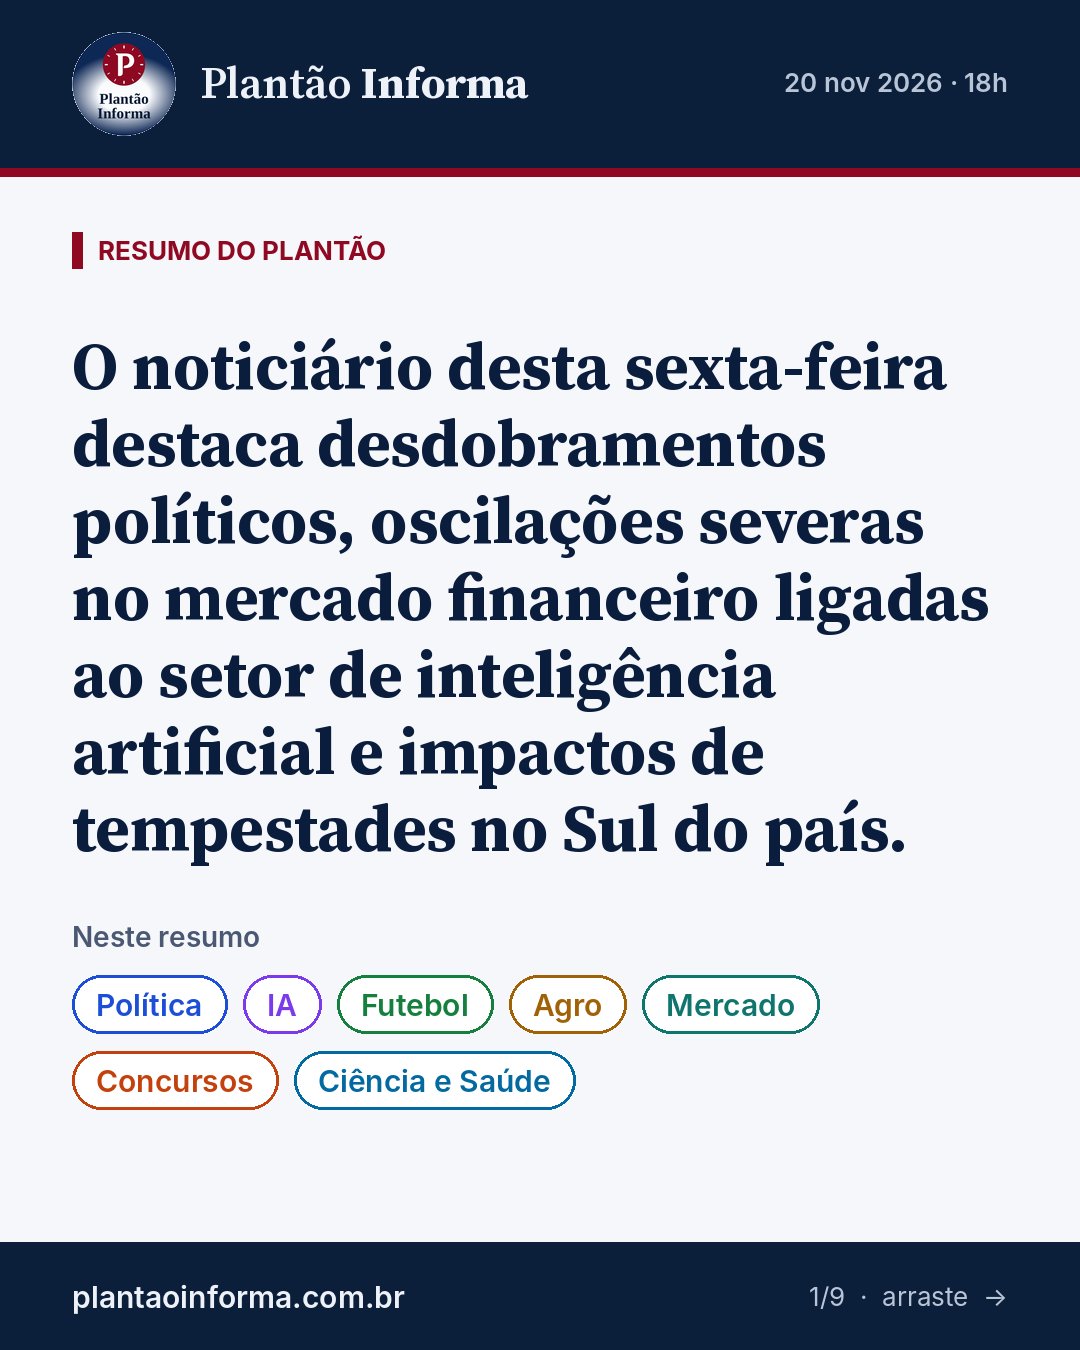 P
Plantão
Informa
Plantão Informa
20 nov 2026 · 18h
RESUMO DO PLANTÃO
O noticiário desta sexta-feira
destaca desdobramentos
políticos, oscilações severas
no mercado financeiro ligadas
ao setor de inteligência
artificial e impactos de
tempestades no Sul do país.
Neste resumo
Política IA Futebol Agro Mercado
Concursos Ciência e Saúde
plantaoinforma.com.br
1/9 · arraste →